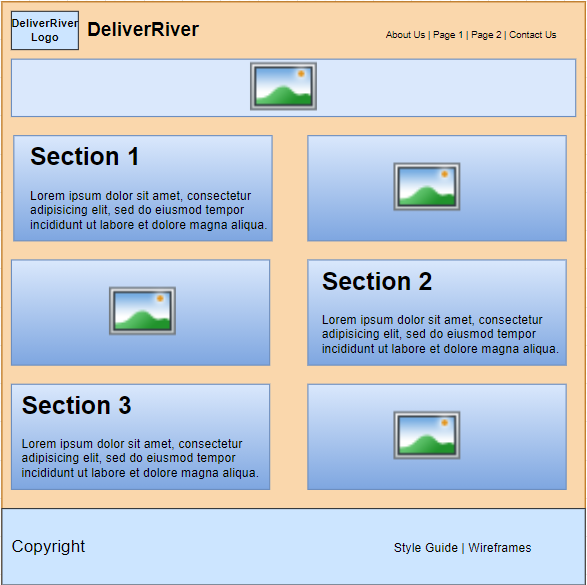 DeliverRiver
Logo
DeliverRiver
About Us | Page 1 | Page 2 | Contact Us
Section 1
Lorem ipsum dolor sit amet, consectetur
adipisicing elit, sed do eiusmod tempor
incididunt ut labore et dolore magna aliqua.
Section 2
Lorem ipsum dolor sit amet, consectetur
adipisicing elit, sed do eiusmod tempor
incididunt ut labore et dolore magna aliqua.
Section 3
Lorem ipsum dolor sit amet, consectetur
adipisicing elit, sed do eiusmod tempor
incididunt ut labore et dolore magna aliqua.
Copyright
Style Guide | Wireframes